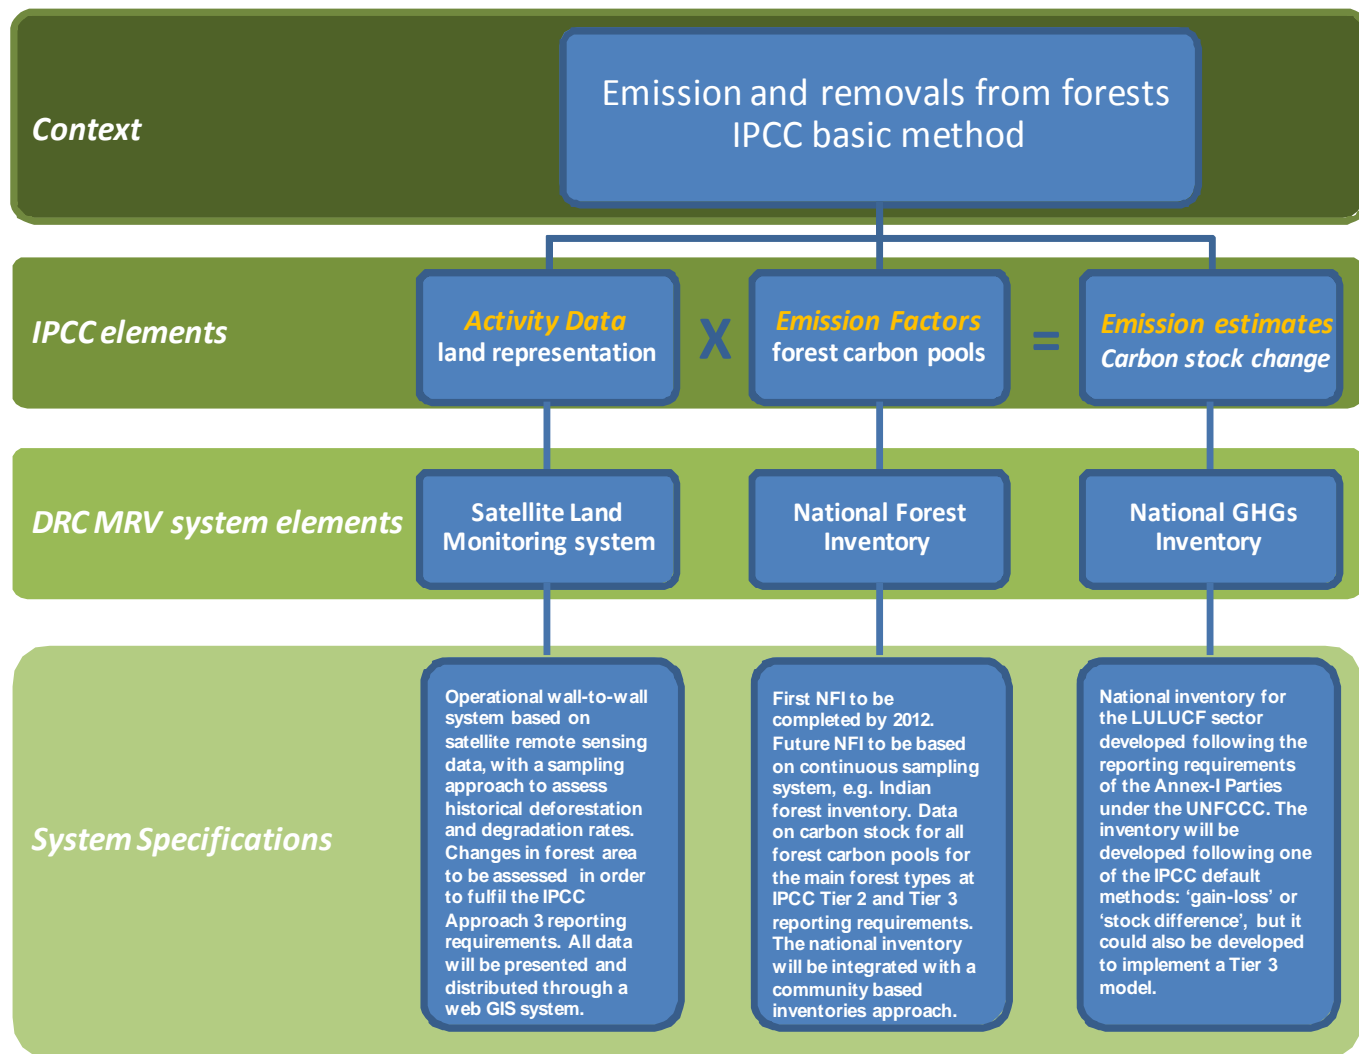 Context
Emission and removals from forests
IPCC basic method
IPCC elements
Activity Data
land representation
X
Emission Factors
forest carbon pools
=
Emission estimates
Carbon stock change
DRC MRV system elements
Satellite Land
Monitoring system
National Forest
Inventory
National GHGs
Inventory
System Specifications
Operational wall-to-wall
system based on
satellite remote sensing
data, with a sampling
approach to assess
historical deforestation
and degradation rates.
Changes in forest area
to be assessed in order
to fulfil the IPCC
Approach 3 reporting
requirements. All data
will be presented and
distributed through a
web GIS system.
First NFI to be
completed by 2012.
Future NFI to be based
on continuous sampling
system, e.g. Indian
forest inventory. Data
on carbon stock for all
forest carbon pools for
the main forest types at
IPCC Tier 2 and Tier 3
reporting requirements.
The national inventory
will be integrated with a
community based
inventories approach.
National inventory for
the LULUCF sector
developed following the
reporting requirements
of the Annex-I Parties
under the UNFCCC. The
inventory will be
developed following one
of the IPCC default
methods: ‘gain-loss’ or
‘stock difference’, but it
could also be developed
to implement a Tier 3
model.